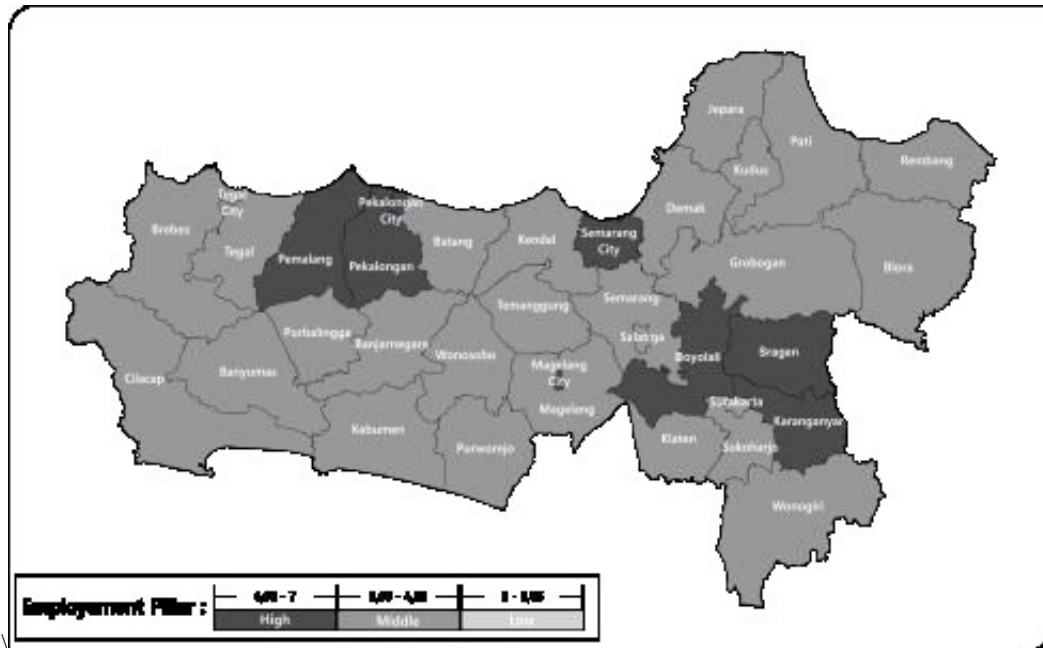 Jepara
Pati
Kudus
Rembang
Tegal
City
Pekalongan
City
Demak
Brebes
Semarang
City
Batang
Kendal
Tegal
Pemalang
Pekalongan
Grobogan
Blora
Temanggung
Semarang
Purbalingga
Banjarnegara
Wonosobo
Salatiga
Boyolali
Sragen
Cilacap
Banyumas
Magelang
City
Surakarta
Magelang
Karanganyar
Kebumen
Purworejo
Klaten
Sukoharjo
Wonogiri
Employement Pillar :
High
Middle
Low
\